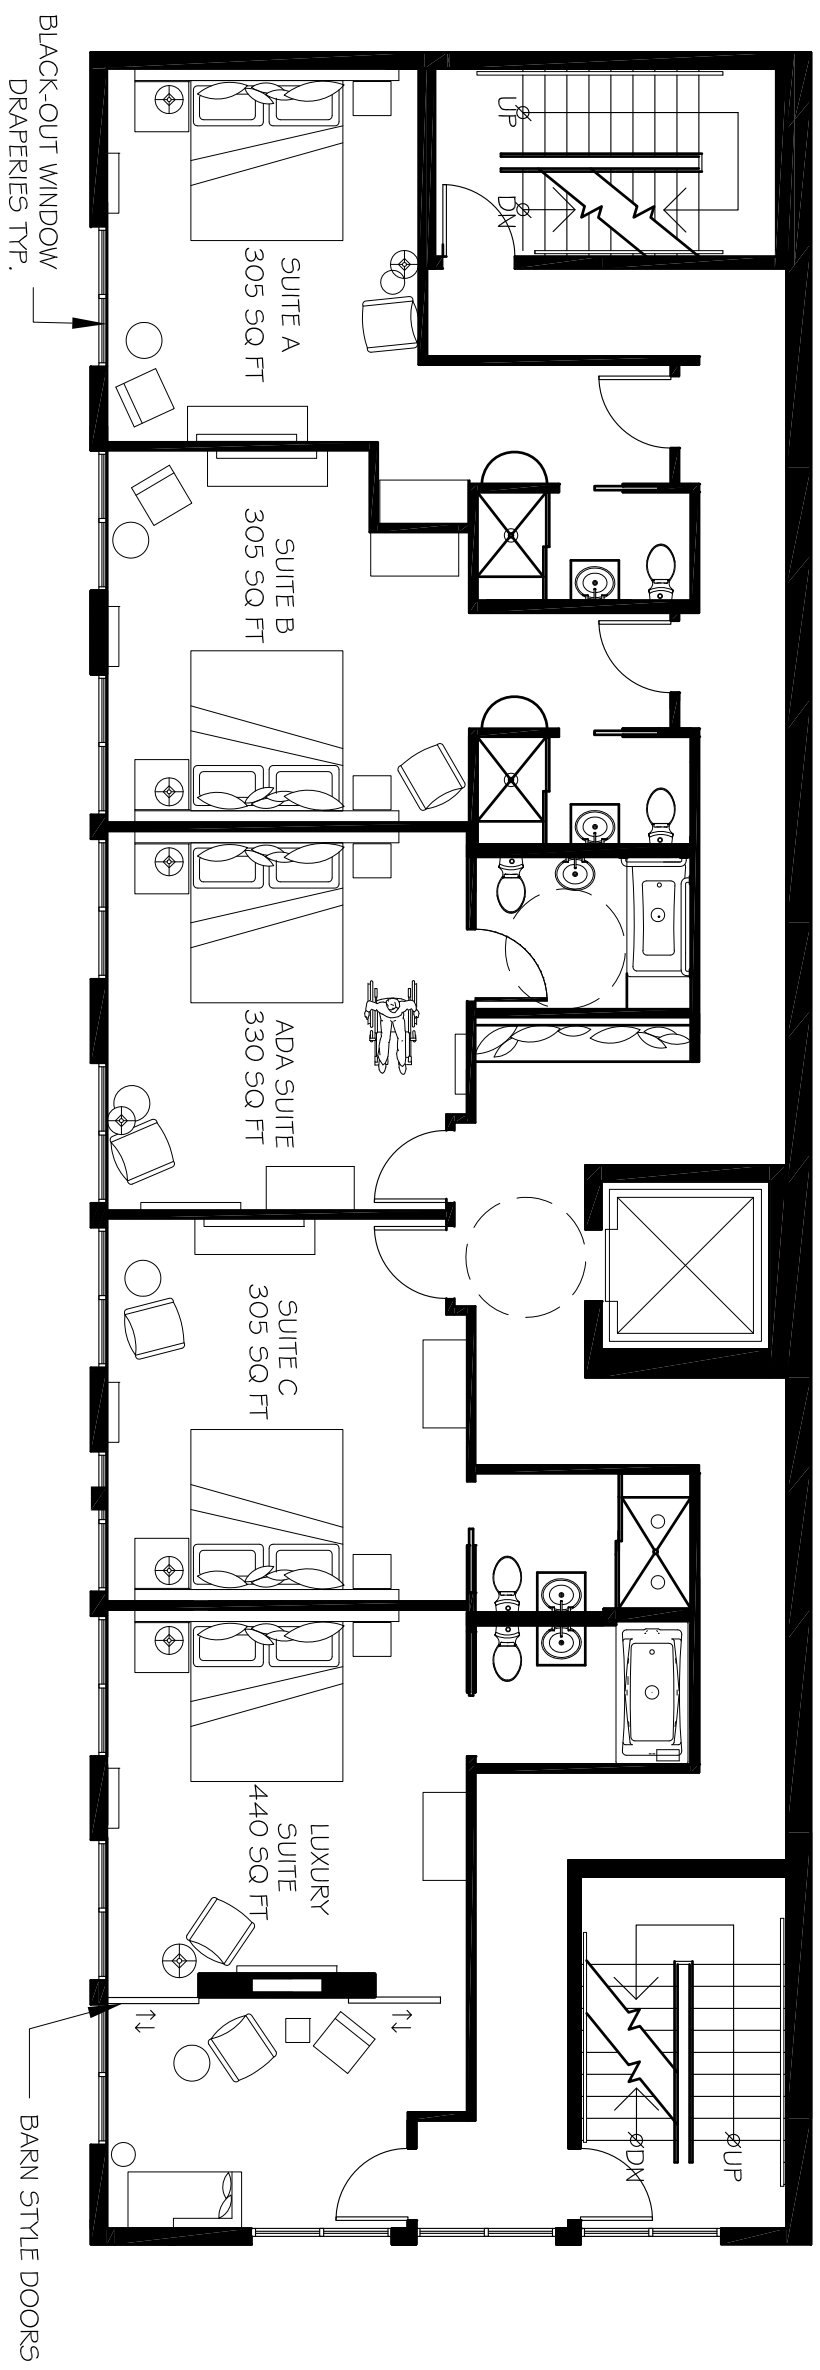 BLACK-OUT WINDOW
DRAPERIES TYP.
UP
DN
SUITE A
305 SQ FT
SUITE B
305 SQ FT
ADA SUITE
330 SQ FT
SUITE C
305 SQ FT
LUXURY
SUITE
440 SQ FT
UP
DN
BARN STYLE DOORS